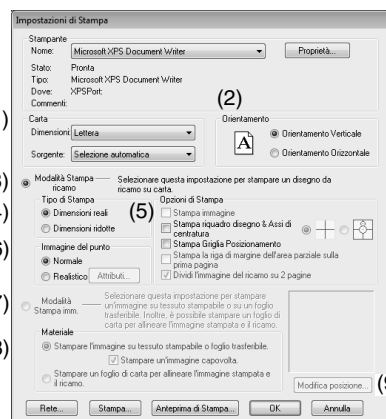 Impostazioni di Stampa
Stampante
Nome: Microsoft XPS Document Writer Proprietà...
Stato: Pronta
Tipo: Microsoft XPS Document Writer
Dove: XPSPort:
Commenti:
(2)
Carta
Dimensioni: Lettera
Sorgente: Selezione automatica
Orientamento
A
Orientamento Verticale
Orientamento Orizzontale
Modalità Stampa ricamo
Selezionare questa impostazione per stampare un disegno da
ricamo su carta.
Tipo di Stampa
Dimensioni reali
Dimensioni ridotte
(5)
Opzioni di Stampa
Stampa immagine
Stampa riquadro disegno & Assi di
centratura
Stampa Griglia Posizionamento
Stampa la riga di margine dell'area parziale sulla
prima pagina
Dividi l'immagine del ricamo su 2 pagine
Immagine del punto
Normale
Realistico Attributi...
Modalità
Stampa imm.
Selezionare questa impostazione per stampare
un'immagine su tessuto stampabile o su un foglio
trasferibile. Inoltre, è possibile stampare un foglio di
carta per allineare l'immagine stampata e il ricamo.
Materiale
Stampare l'immagine su tessuto stampabile o foglio trasferibile.
Stampare un'immagine capovolta.
Stampare un foglio di carta per allineare l'immagine stampata e
il ricamo.
Modifica posizione...
Rete... Stampa... Anteprima di Stampa... OK Annulla